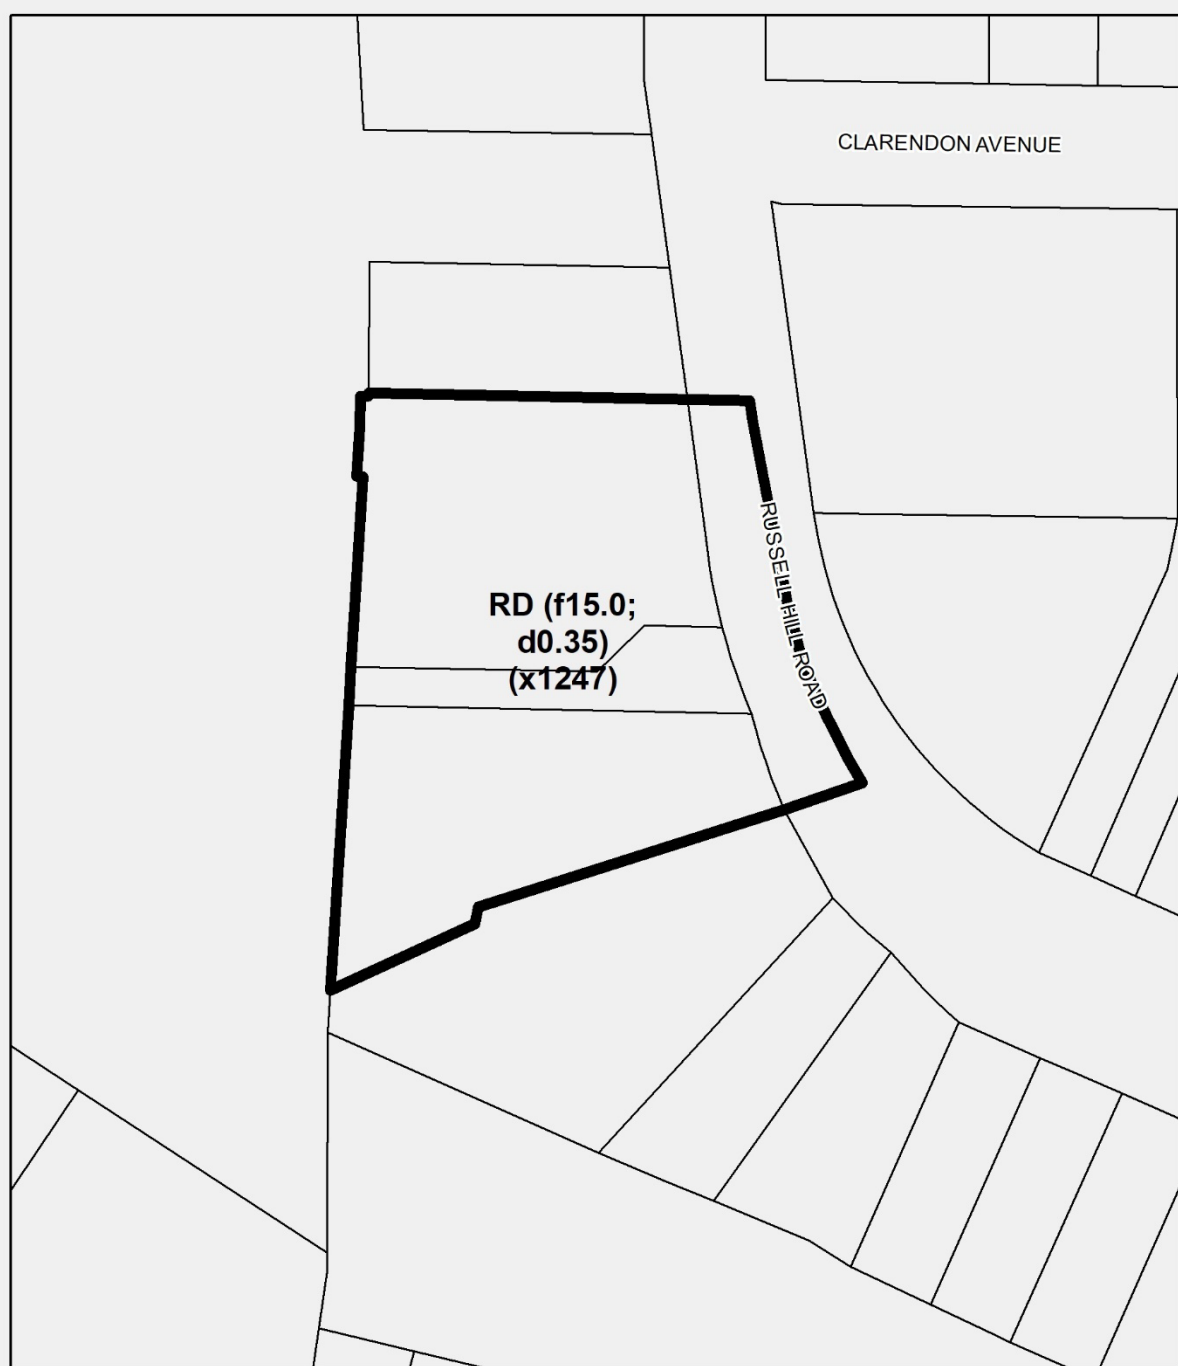 CLARENDON AVENUE
RUSSELL HILL ROAD
RD (f15.0;
d0.35)
(x1247)